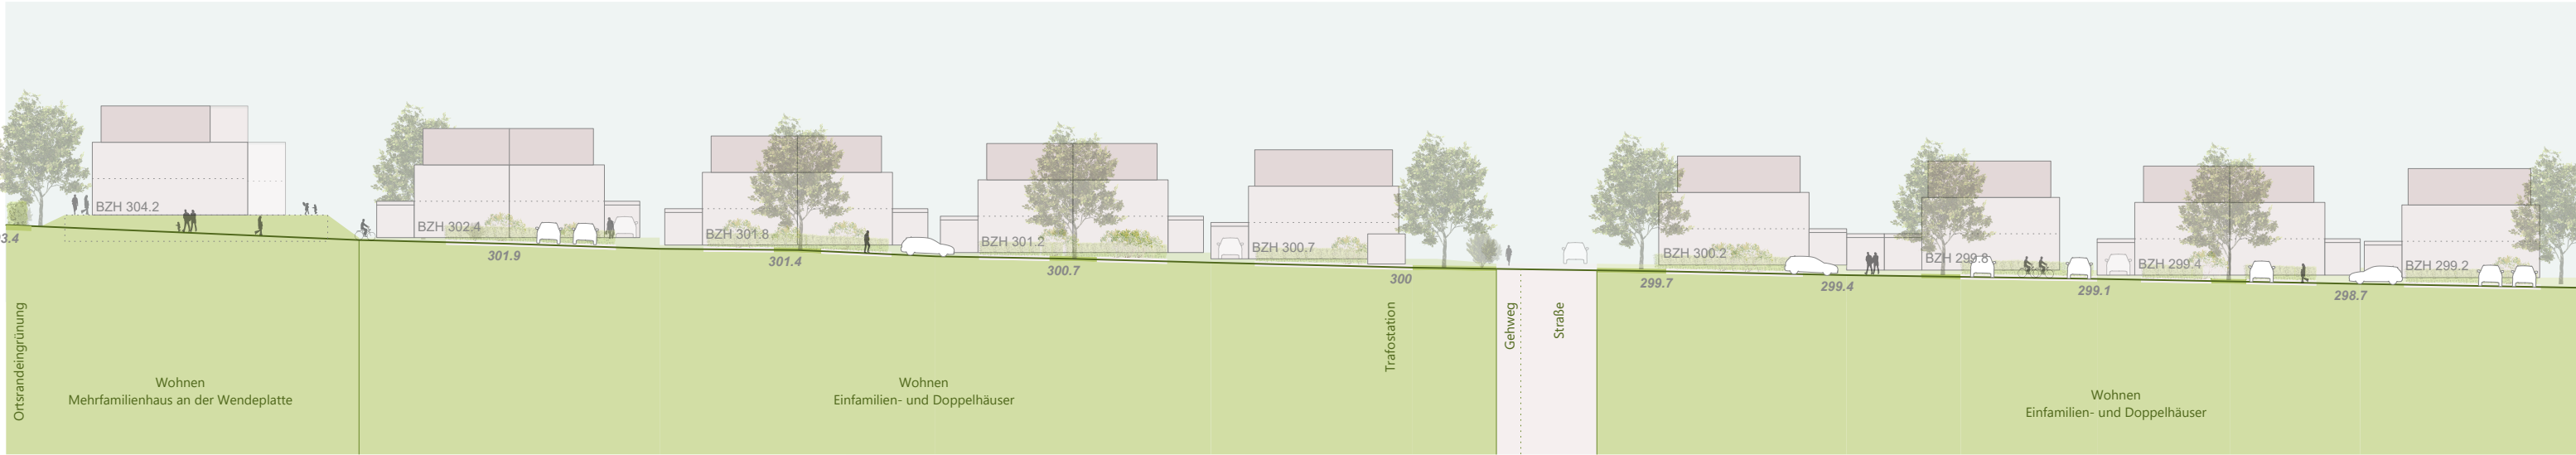 BZH 304.2
BZH 302.4
BZH 301.8
BZH 301.2
BZH 300.7
BZH 300.2
BZH 299.8
BZH 299.4
BZH 299.2
3.4
301.9
301.4
300.7
300
299.7
299.4
299.1
298.7
Ortsrandeingrünung
Wohnen
Mehrfamilienhaus an der Wendeplatte
Wohnen
Einfamilien- und Doppelhäuser
Trafostation
Gehweg
Straße
Wohnen
Einfamilien- und Doppelhäuser